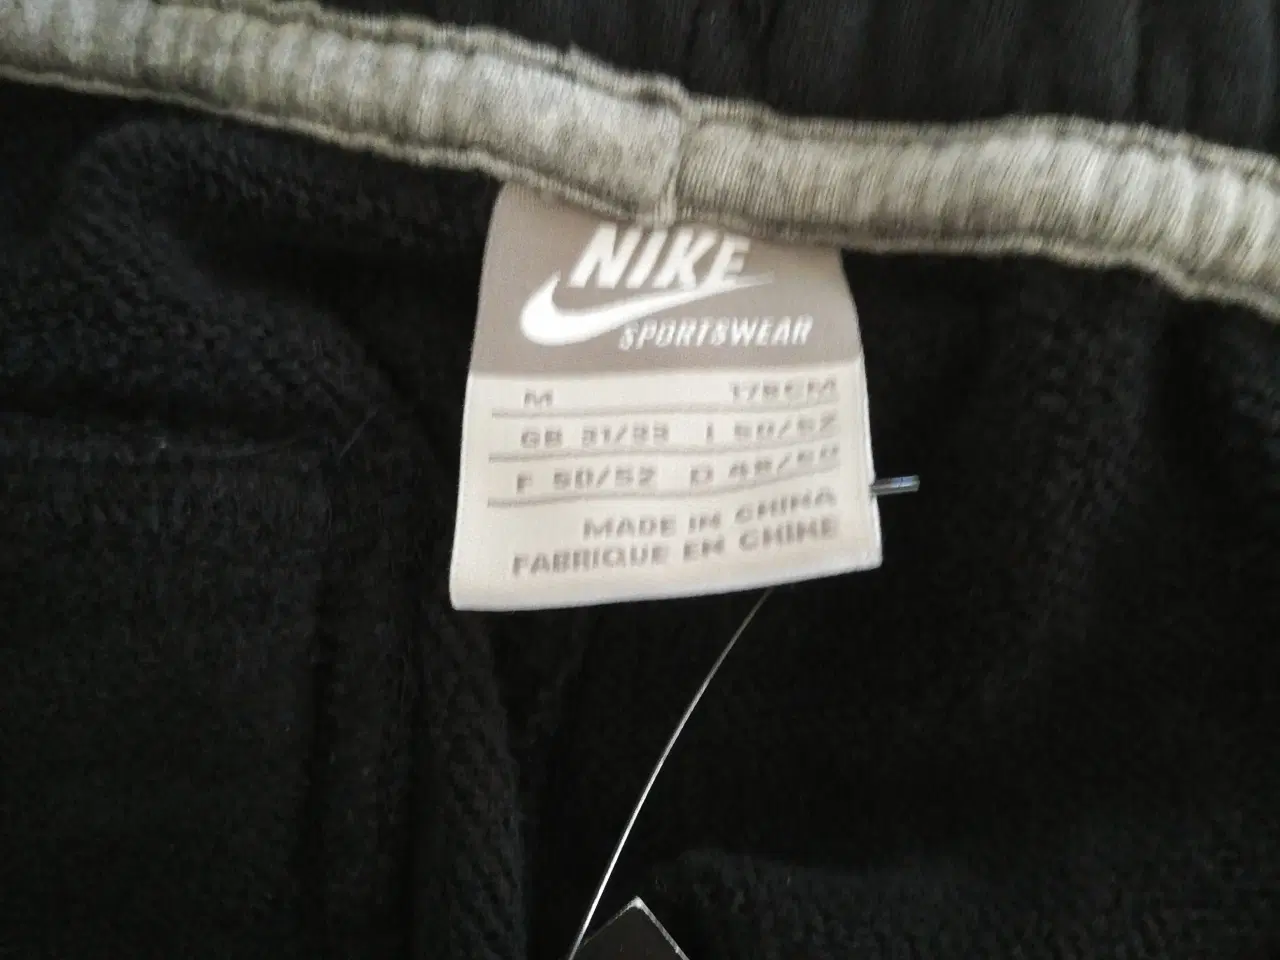 NIKE
SPORTSWEAR
M 178CM
GB 31/33 I 50/52
F 50/52 D 48/50
MADE IN CHINA
FABRIQUE EN CHINE